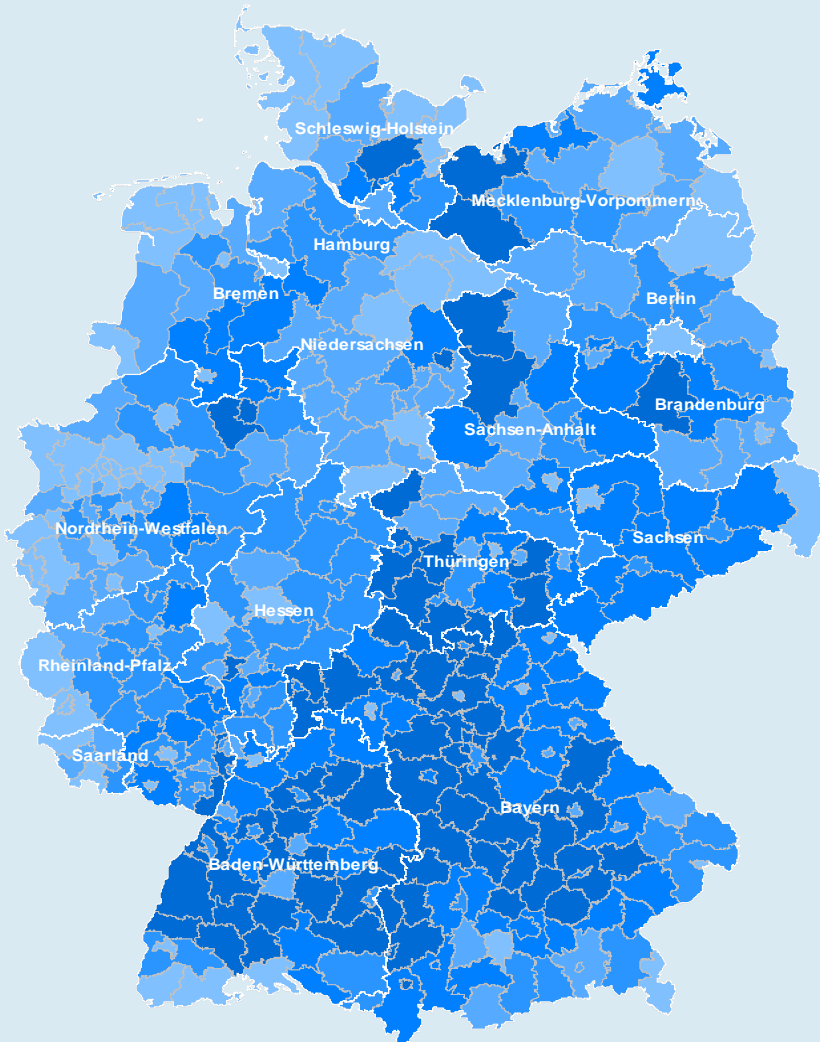 Schleswig-Holstein
Mecklenburg-Vorpommern
Hamburg
Bremen
Berlin
Niedersachsen
Brandenburg
Sachsen-Anhalt
Nordrhein-Westfalen
Sachsen
Thüringen
Hessen
Rheinland-Pfalz
Saarland
Bayern
Baden-Württemberg